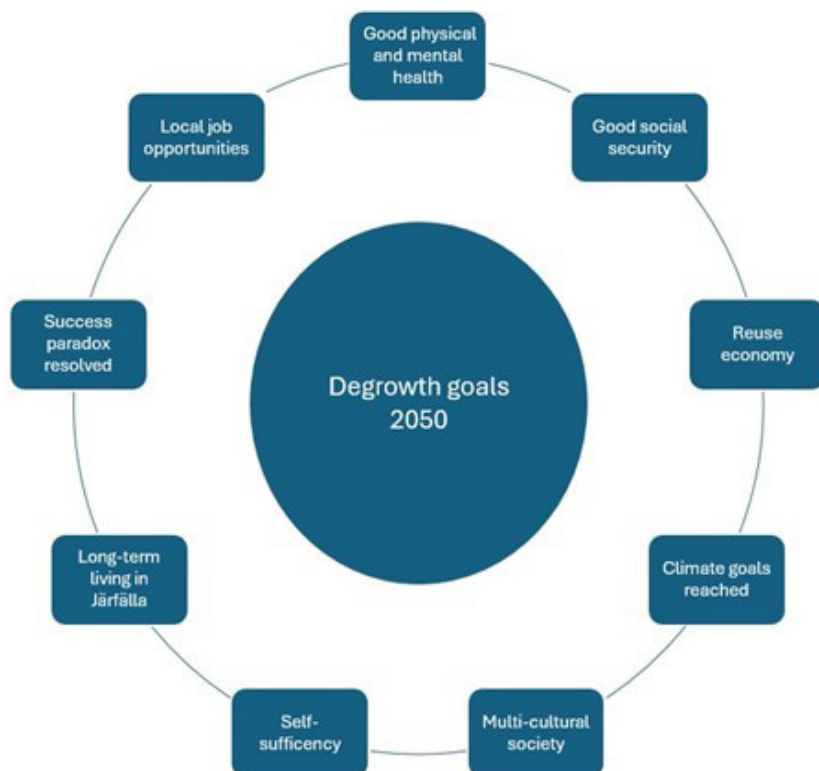 Good physical
and mental
health
Good social
security
Reuse
economy
Climate goals
reached
Multi-cultural
society
Self-
sufficency
Long-term
living in
Järfälla
Success
paradox
resolved
Local job
opportunities
Degrowth goals
2050